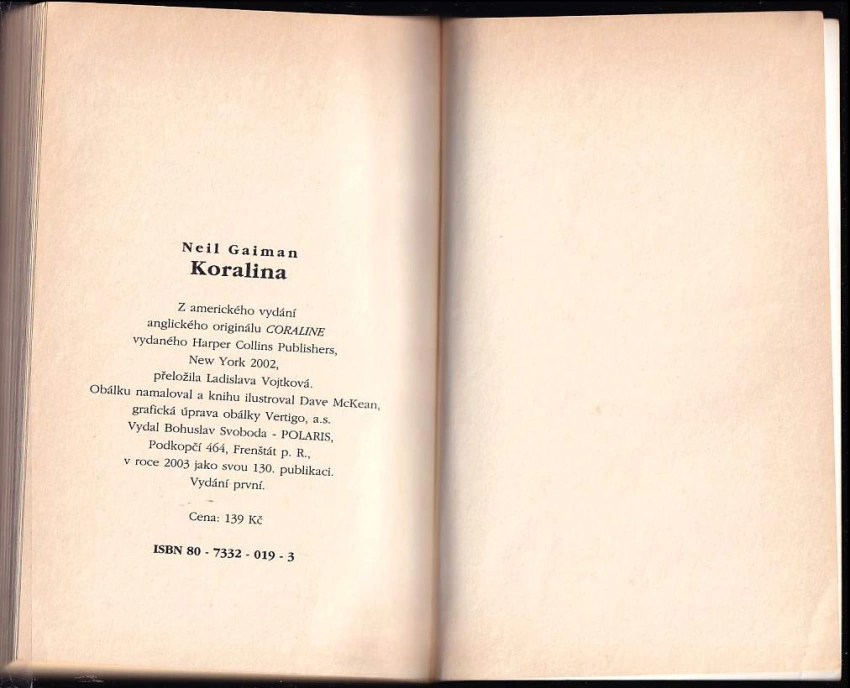 Neil Gaiman
Koralina
Z amerického vydání
anglického originálu CORALINE
vydaného Harper Collins Publishers,
New York 2002,
přeložila Ladislava Vojtková.
Obálku namaloval a knihu ilustroval Dave McKean,
grafická úprava obálky Vertigo, a.s.
Vydal Bohuslav Svoboda - POLARIS,
Podkopčí 464, Frenštát p. R.,
v roce 2003 jako svou 130. publikaci.
Vydání první.
Cena: 139 Kč
ISBN 80 - 7332 - 019 - 3